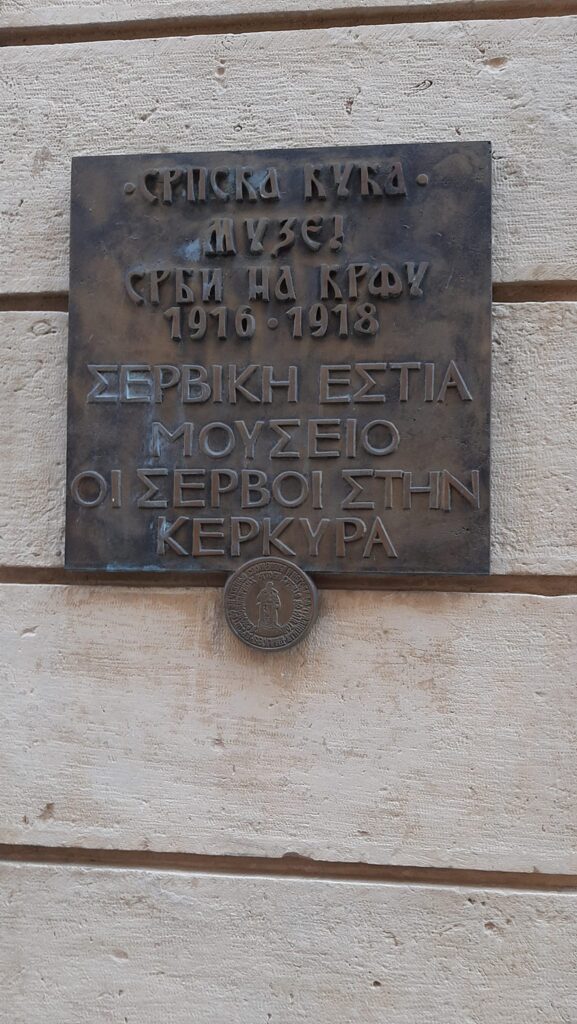 · СРПСКА КУЋА ·
МУЗЕЈ
СРБИ НА КРФУ
1916 · 1918
ΣΕΡΒΙΚΗ ΕΣΤΙΑ
ΜΟΥΣΕΙΟ
ΟΙ ΣΕΡΒΟΙ ΣΤΗΝ
ΚΕΡΚΥΡΑ